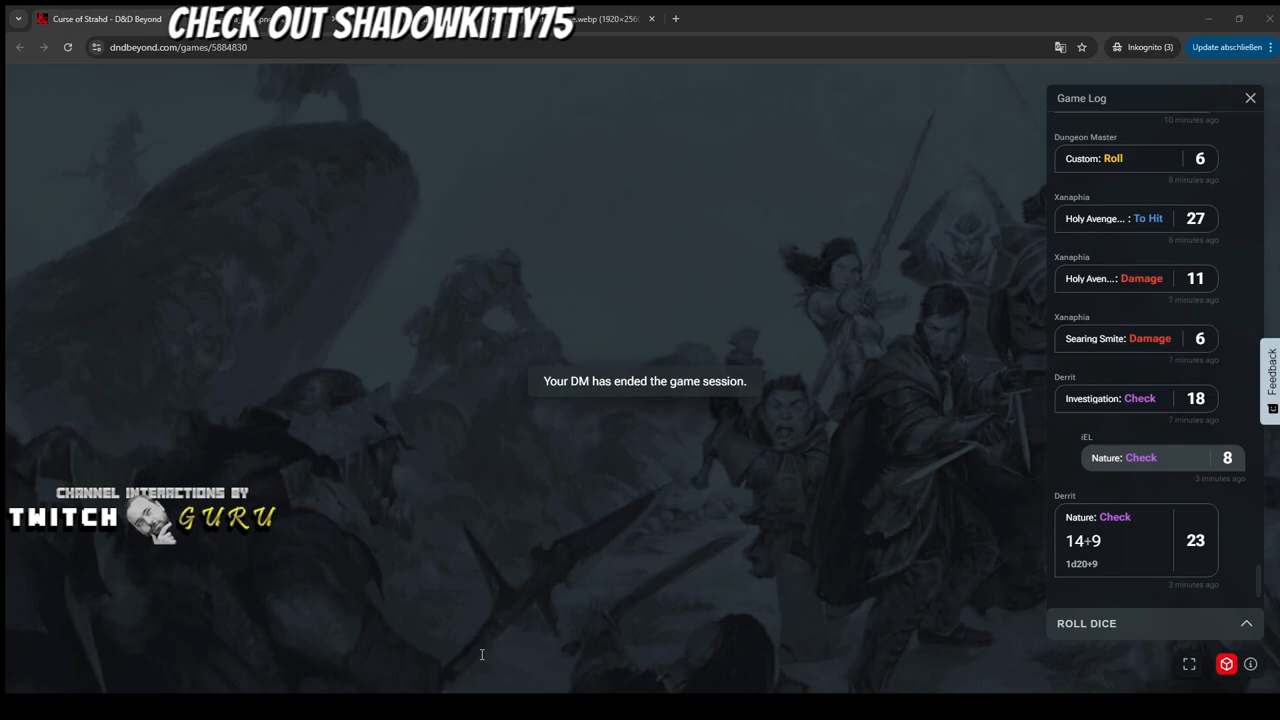 CHECK OUT SHADOWKITTY75
Curse of Strahd - D&D Beyond
e.webp (1920×256
dndbeyond.com/games/5884830
Inkognito (3)
Update abschließen
Game Log
10 minutes ago
Dungeon Master
Custom: Roll
6
8 minutes ago
Xanaphia
Holy Avenge... : To Hit
27
8 minutes ago
Xanaphia
Holy Aven...: Damage
11
7 minutes ago
Xanaphia
Searing Smite: Damage
6
7 minutes ago
Derrit
Investigation: Check
18
7 minutes ago
iEL
Nature: Check
8
3 minutes ago
Derrit
Nature: Check
14+9
1d20+9
23
3 minutes ago
ROLL DICE
Feedback
Your DM has ended the game session.
CHANNEL INTERACTIONS BY
TWITCH GURU